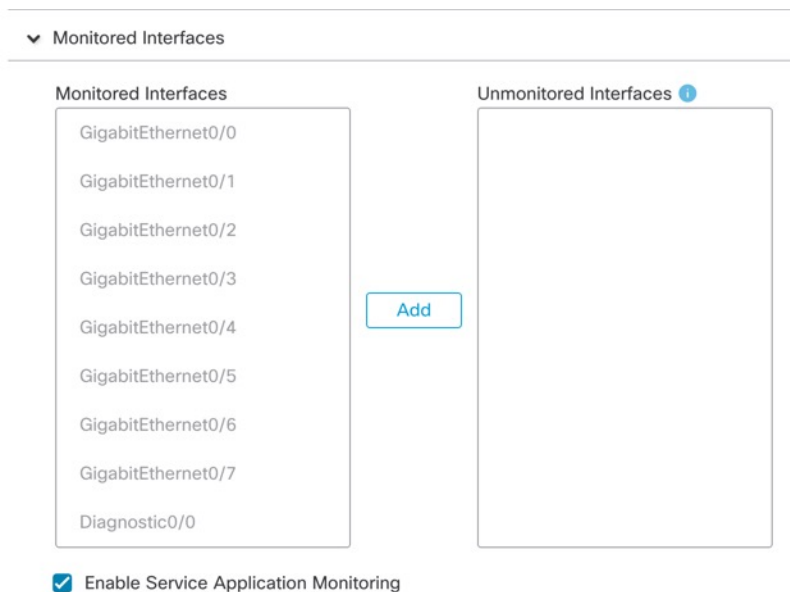 Monitored Interfaces
Monitored Interfaces
Unmonitored Interfaces
GigabitEthernet0/0
GigabitEthernet0/1
GigabitEthernet0/2
GigabitEthernet0/3
GigabitEthernet0/4
GigabitEthernet0/5
GigabitEthernet0/6
GigabitEthernet0/7
Diagnostic0/0
Add
Enable Service Application Monitoring